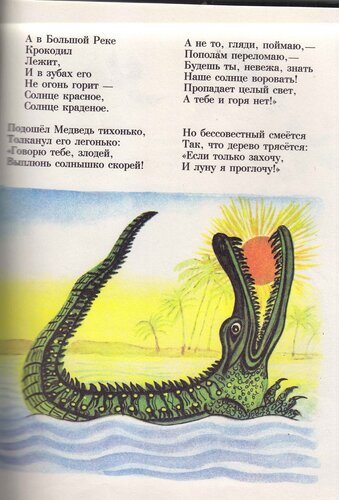 А в Большой Реке
Крокодил
Лежит,
И в зубах его
Не огонь горит —
Солнце красное,
Солнце краденое.
Подошёл Медведь тихонько,
Толканул его легонько:
«Говорю тебе, злодей,
Выплюнь солнышко скорей!
А не то, гляди, поймаю,—
Пополам переломаю,—
Будешь ты, невежа, знать
Наше солнце воровать!
Пропадает целый свет,
А тебе и горя нет!»
Но бессовестный смеётся
Так, что дерево трясётся:
«Если только захочу,
И луну я проглочу!»